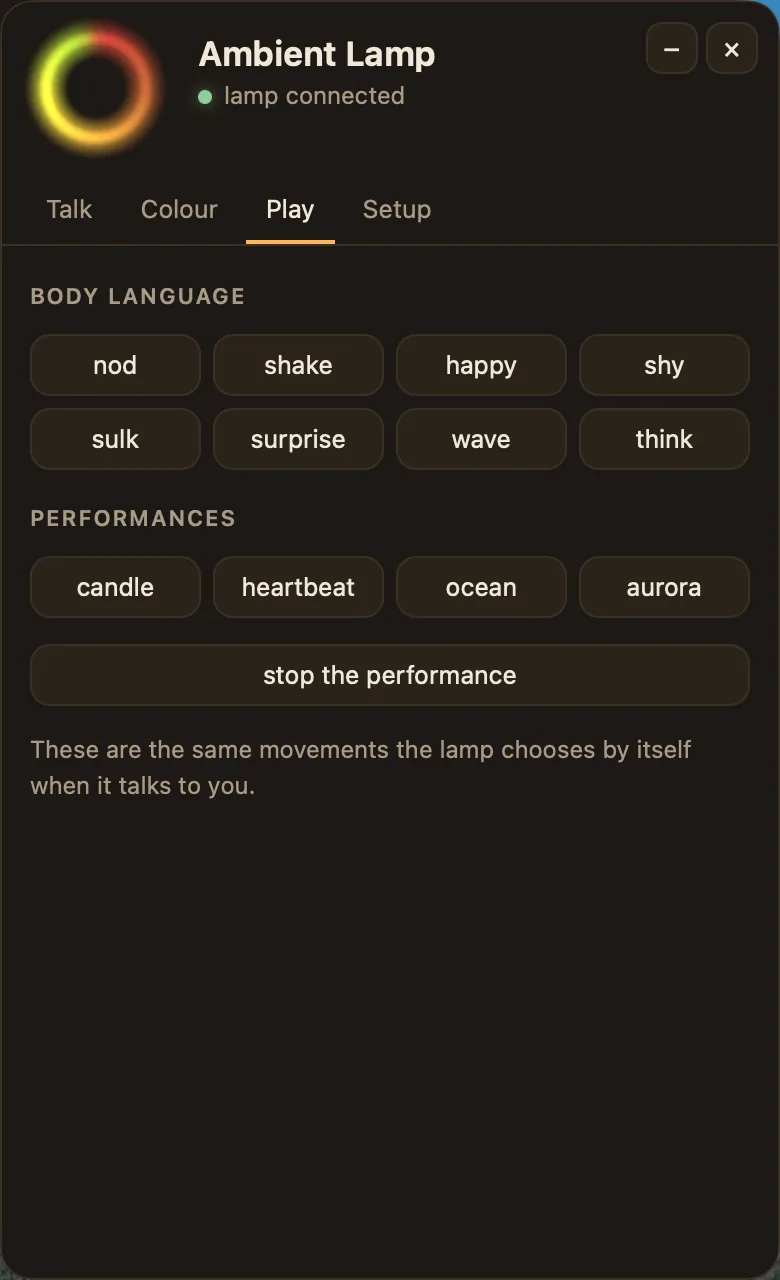 Ambient Lamp
lamp connected
Talk Colour Play Setup
BODY LANGUAGE
nod shake happy shy
sulk surprise wave think
PERFORMANCES
candle heartbeat ocean aurora
stop the performance
These are the same movements the lamp chooses by itself
when it talks to you.